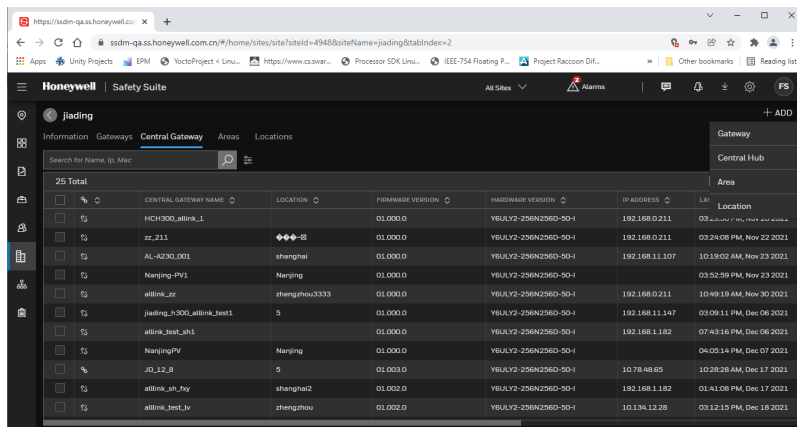 https://ssdm-qa.ss.honeywell.com
ssdm-qa.ss.honeywell.com.cn/#/home/sites/site?siteId=4948&siteName=jiading&tabIndex=2
Apps Unity Projects EPM YoctoProject < Linu... https://www.cs.swar... Processor SDK Linu... IEEE-754 Floating P... Project Raccoon Dif... » Other bookmarks Reading list
Honeywell | Safety Suite All Sites 2 Alarms FS
jiading + ADD
Information Gateways Central Gateway Areas Locations
Gateway
Central Hub
Area
Location
Search for Name, Ip, Mac
25 Total
CENTRAL GATEWAY NAME LOCATION FIRMWARE VERSION HARDWARE VERSION IP ADDRESS
HCH300_allink_1 01.000.0 Y6ULY2-256N256D-50-I 192.168.0.211
zz_211 ���~ 01.000.0 Y6ULY2-256N256D-50-I 192.168.0.211 03:24:08 PM, Nov 22 2021
AL-A230_001 shanghai 01.000.0 Y6ULY2-256N256D-50-I 192.168.11.107 10:19:02 AM, Nov 23 2021
Nanjing-PV1 Nanjing 01.000.0 Y6ULY2-256N256D-50-I 03:52:59 PM, Nov 23 2021
alllink_zz zhengzhou3333 01.000.0 Y6ULY2-256N256D-50-I 192.168.0.211 10:49:19 AM, Nov 30 2021
jiading_h300_alllink_test1 5 01.000.0 Y6ULY2-256N256D-50-I 192.168.11.147 03:09:11 PM, Dec 06 2021
allink_test_sh1 01.000.0 Y6ULY2-256N256D-50-I 192.168.1.182 07:43:16 PM, Dec 06 2021
NanjingPV Nanjing 01.000.0 Y6ULY2-256N256D-50-I 04:05:14 PM, Dec 07 2021
JD_12_8 5 01.003.0 Y6ULY2-256N256D-50-I 10.78.48.65 10:28:28 AM, Dec 17 2021
alllink_sh_fxy shanghai2 01.002.0 Y6ULY2-256N256D-50-I 192.168.1.182 01:41:08 PM, Dec 17 2021
alllink_test_lv zhengzhou 01.002.0 Y6ULY2-256N256D-50-I 10.134.12.28 03:12:15 PM, Dec 18 2021